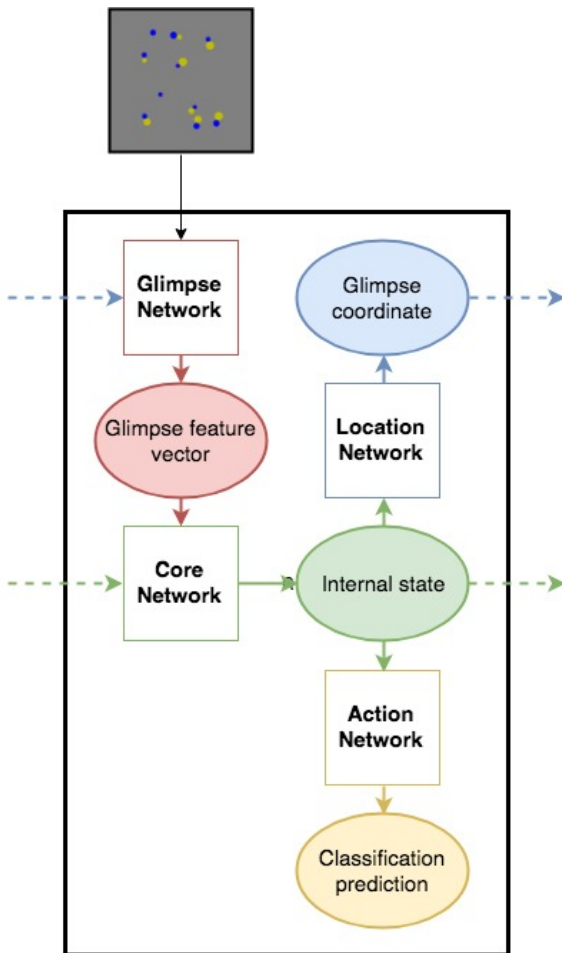 Glimpse
Network
Glimpse
coordinate
Glimpse feature
vector
Location
Network
Core
Network
Internal state
Action
Network
Classification
prediction